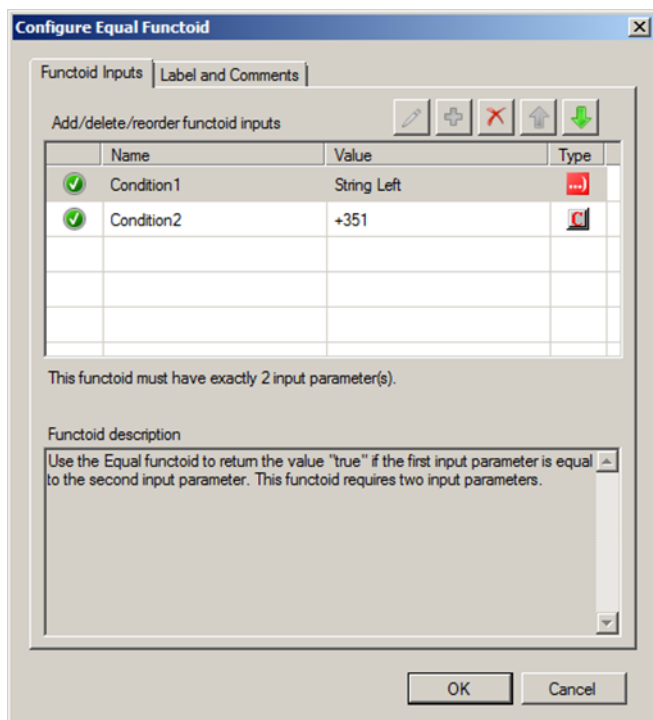 Configure Equal Functoid
Functoid Inputs
Label and Comments
Add/delete/reorder functoid inputs
Name Value Type
Condition1 String Left ...)
Condition2 +351 C
This functoid must have exactly 2 input parameter(s).
Functoid description
Use the Equal functoid to return the value "true" if the first input parameter is equal
to the second input parameter. This functoid requires two input parameters.
OK Cancel